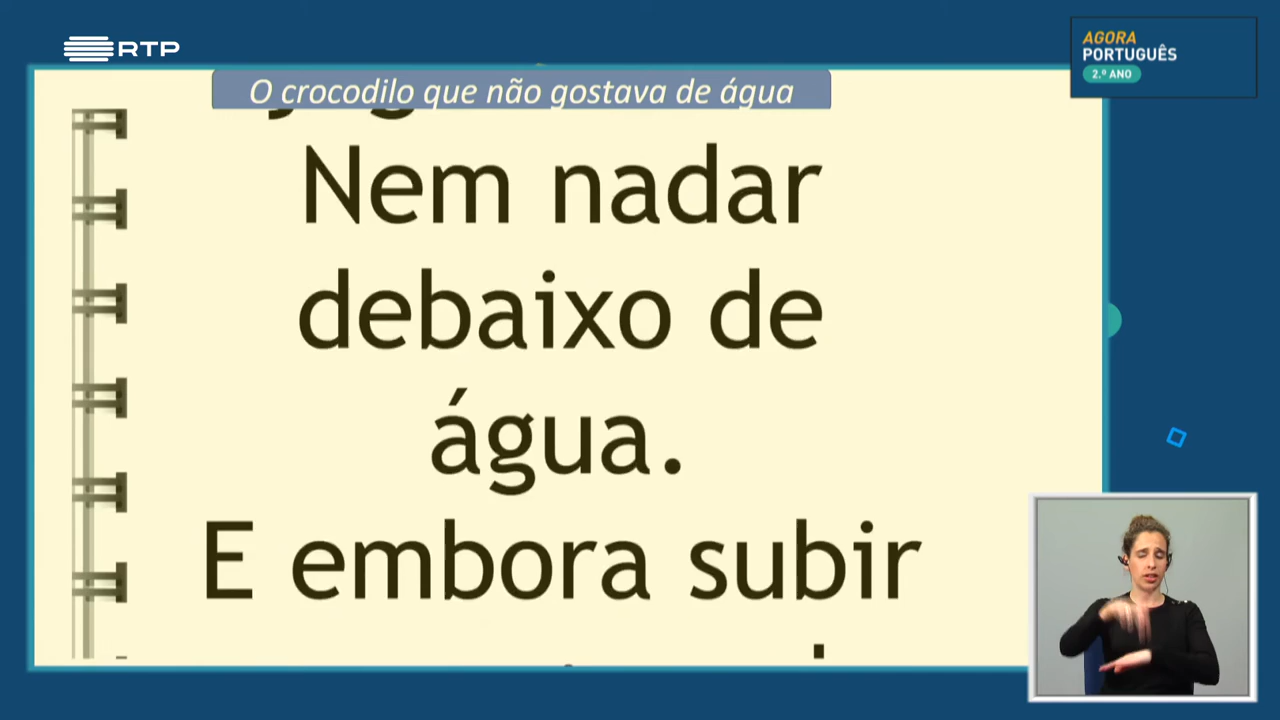 RTP
AGORA
PORTUGUÊS
2.º ANO
O crocodilo que não gostava de água
Nem nadar
debaixo de
água.
E embora subir